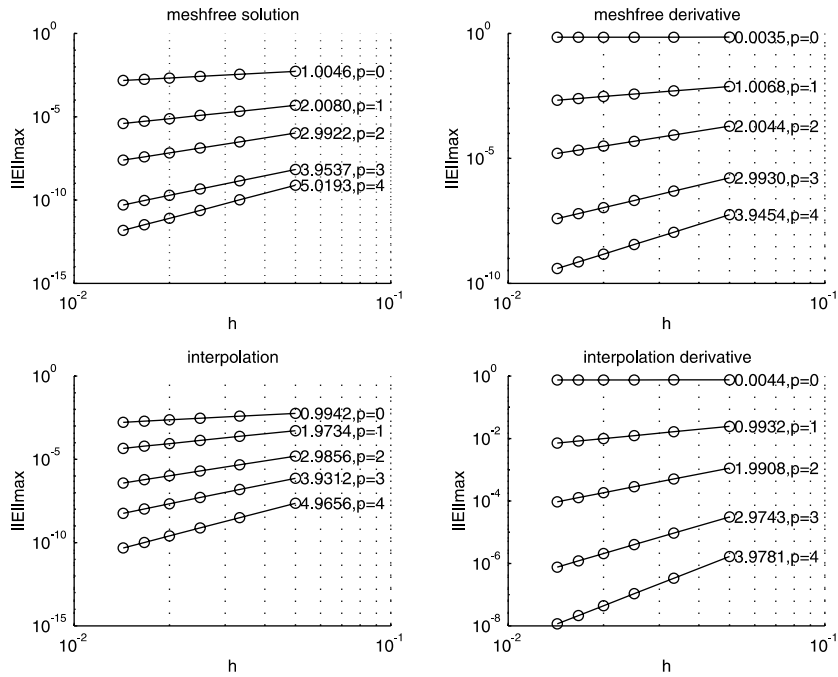 meshfree solution
10^0
10^-5
10^-10
10^-15
||E||max
1.0046,p=0
2.0080,p=1
2.9922,p=2
3.9537,p=3
5.0193,p=4
10^-2
10^-1
h
meshfree derivative
10^0
10^-5
10^-10
||E||max
0.0035,p=0
1.0068,p=1
2.0044,p=2
2.9930,p=3
3.9454,p=4
10^-2
10^-1
h
interpolation
10^0
10^-5
10^-10
10^-15
||E||max
0.9942,p=0
1.9734,p=1
2.9856,p=2
3.9312,p=3
4.9656,p=4
10^-2
10^-1
h
interpolation derivative
10^0
10^-2
10^-4
10^-6
10^-8
||E||max
0.0044,p=0
0.9932,p=1
1.9908,p=2
2.9743,p=3
3.9781,p=4
10^-2
10^-1
h